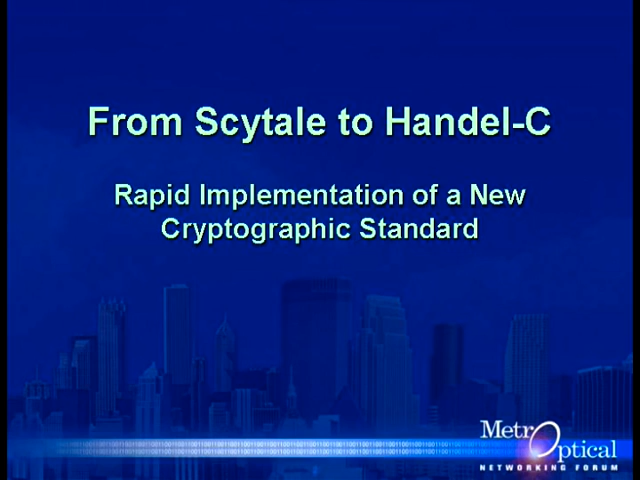 From Scytale to Handel-C
Rapid Implementation of a New
Cryptographic Standard
MetrOptical
NETWORKING FORUM